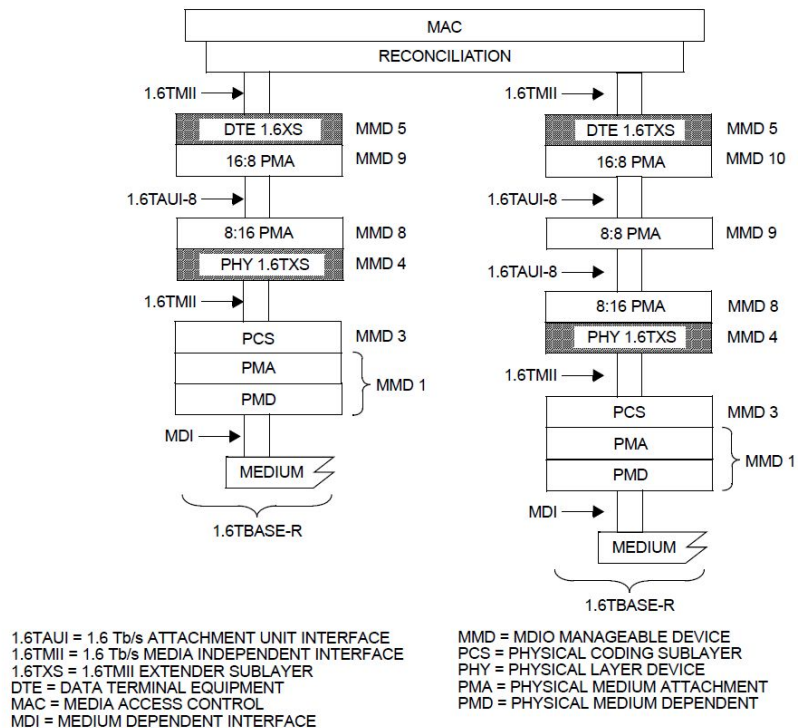 MAC
RECONCILIATION
1.6TMII
DTE 1.6XS
MMD 5
16:8 PMA
MMD 9
1.6TAUI-8
8:16 PMA
MMD 8
PHY 1.6TXS
MMD 4
1.6TMII
PCS
MMD 3
PMA
MMD 1
PMD
MDI
MEDIUM
1.6TBASE-R
1.6TMII
DTE 1.6TXS
MMD 5
16:8 PMA
MMD 10
1.6TAUI-8
8:8 PMA
MMD 9
1.6TAUI-8
8:16 PMA
MMD 8
PHY 1.6TXS
MMD 4
1.6TMII
PCS
MMD 3
PMA
MMD 1
PMD
MDI
MEDIUM
1.6TBASE-R
1.6TAUI = 1.6 Tb/s ATTACHMENT UNIT INTERFACE
1.6TMII = 1.6 Tb/s MEDIA INDEPENDENT INTERFACE
1.6TXS = 1.6TMII EXTENDER SUBLAYER
DTE = DATA TERMINAL EQUIPMENT
MAC = MEDIA ACCESS CONTROL
MDI = MEDIUM DEPENDENT INTERFACE
MMD = MDIO MANAGEABLE DEVICE
PCS = PHYSICAL CODING SUBLAYER
PHY = PHYSICAL LAYER DEVICE
PMA = PHYSICAL MEDIUM ATTACHMENT
PMD = PHYSICAL MEDIUM DEPENDENT